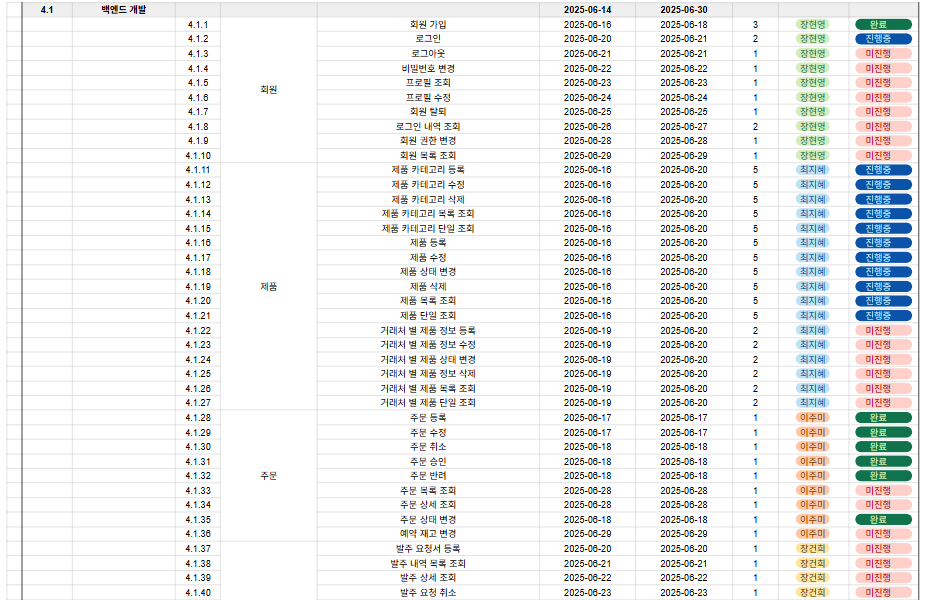 4.1 백엔드 개발 2025-06-14 2025-06-30
4.1.1 회원 가입 2025-06-16 2025-06-18 3 장현영 완료
4.1.2 로그인 2025-06-20 2025-06-21 2 장현영 진행중
4.1.3 로그아웃 2025-06-21 2025-06-21 1 장현영 미진행
4.1.4 비밀번호 변경 2025-06-22 2025-06-22 1 장현영 미진행
4.1.5 프로필 조회 2025-06-23 2025-06-23 1 장현영 미진행
회원
4.1.6 프로필 수정 2025-06-24 2025-06-24 1 장현영 미진행
4.1.7 회원 탈퇴 2025-06-25 2025-06-25 1 장현영 미진행
4.1.8 로그인 내역 조회 2025-06-26 2025-06-27 2 장현영 미진행
4.1.9 회원 권한 변경 2025-06-28 2025-06-28 1 장현영 미진행
4.1.10 회원 목록 조회 2025-06-29 2025-06-29 1 장현영 미진행
4.1.11 제품 카테고리 등록 2025-06-16 2025-06-20 5 최지혜 진행중
4.1.12 제품 카테고리 수정 2025-06-16 2025-06-20 5 최지혜 진행중
4.1.13 제품 카테고리 삭제 2025-06-16 2025-06-20 5 최지혜 진행중
4.1.14 제품 카테고리 목록 조회 2025-06-16 2025-06-20 5 최지혜 진행중
4.1.15 제품 카테고리 단일 조회 2025-06-16 2025-06-20 5 최지혜 진행중
4.1.16 제품 등록 2025-06-16 2025-06-20 5 최지혜 진행중
4.1.17 제품 수정 2025-06-16 2025-06-20 5 최지혜 진행중
4.1.18 제품 상태 변경 2025-06-16 2025-06-20 5 최지혜 진행중
4.1.19 제품 제품 삭제 2025-06-16 2025-06-20 5 최지혜 진행중
4.1.20 제품 목록 조회 2025-06-16 2025-06-20 5 최지혜 진행중
4.1.21 제품 단일 조회 2025-06-16 2025-06-20 5 최지혜 진행중
4.1.22 거래처 별 제품 정보 등록 2025-06-19 2025-06-20 2 최지혜 미진행
4.1.23 거래처 별 제품 정보 수정 2025-06-19 2025-06-20 2 최지혜 미진행
4.1.24 거래처 별 제품 상태 변경 2025-06-19 2025-06-20 2 최지혜 미진행
4.1.25 거래처 별 제품 정보 삭제 2025-06-19 2025-06-20 2 최지혜 미진행
4.1.26 거래처 별 제품 목록 조회 2025-06-19 2025-06-20 2 최지혜 미진행
4.1.27 거래처 별 제품 단일 조회 2025-06-19 2025-06-20 2 최지혜 미진행
4.1.28 주문 등록 2025-06-17 2025-06-17 1 이주미 완료
4.1.29 주문 수정 2025-06-17 2025-06-17 1 이주미 완료
4.1.30 주문 취소 2025-06-18 2025-06-18 1 이주미 완료
4.1.31 주문 승인 2025-06-18 2025-06-18 1 이주미 완료
4.1.32 주문 주문 반려 2025-06-18 2025-06-18 1 이주미 완료
4.1.33 주문 목록 조회 2025-06-28 2025-06-28 1 이주미 미진행
4.1.34 주문 상세 조회 2025-06-28 2025-06-28 1 이주미 미진행
4.1.35 주문 상태 변경 2025-06-18 2025-06-18 1 이주미 완료
4.1.36 예약 재고 변경 2025-06-29 2025-06-29 1 이주미 미진행
4.1.37 발주 요청서 등록 2025-06-20 2025-06-20 1 장건희 미진행
4.1.38 발주 내역 목록 조회 2025-06-21 2025-06-21 1 장건희 미진행
4.1.39 발주 상세 조회 2025-06-22 2025-06-22 1 장건희 미진행
4.1.40 발주 요청 취소 2025-06-23 2025-06-23 1 장건희 미진행